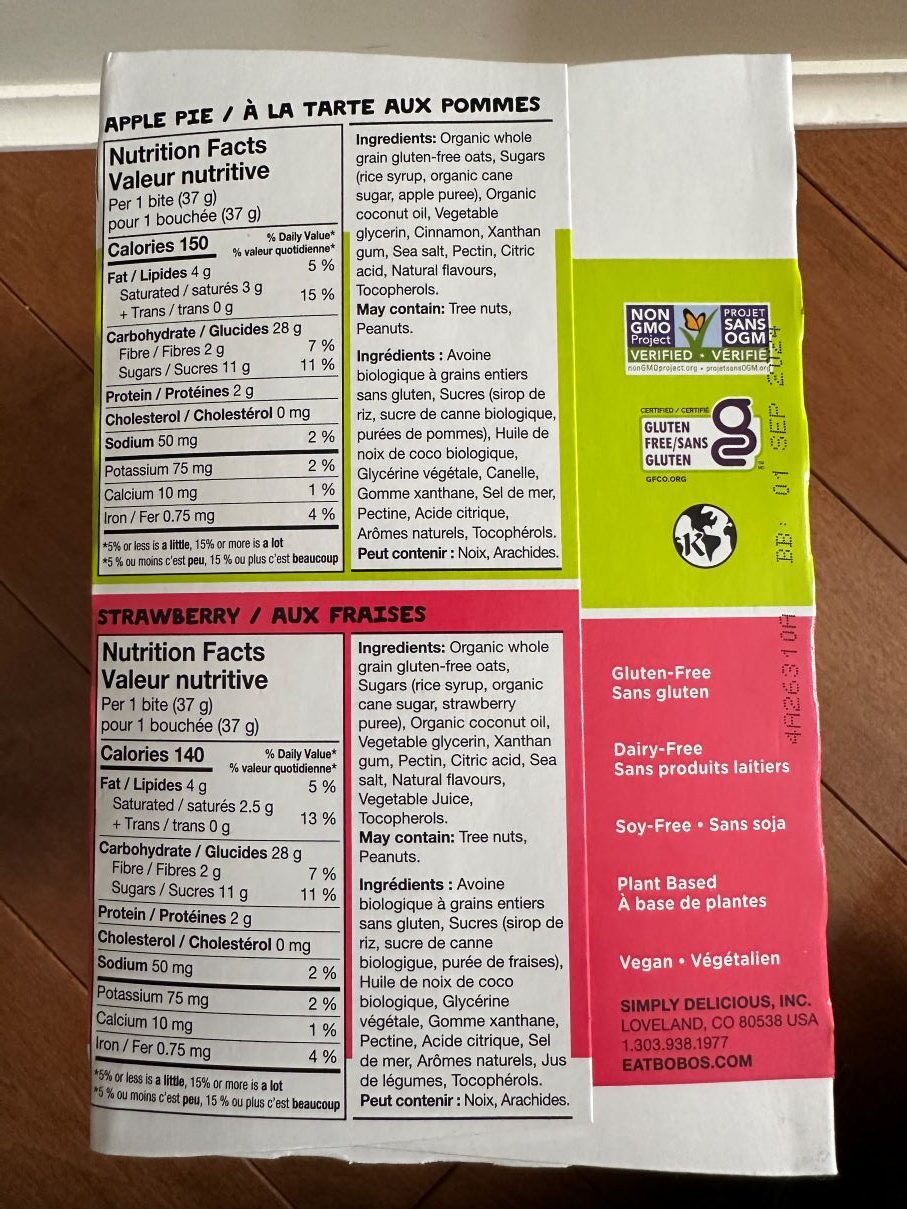 APPLE PIE / À LA TARTE AUX POMMES
Nutrition Facts
Valeur nutritive
Per 1 bite (37 g)
pour 1 bouchée (37 g)
Calories 150
% Daily Value*
% valeur quotidienne*
Fat / Lipides 4 g 5 %
Saturated / saturés 3 g
+ Trans / trans 0 g 15 %
Carbohydrate / Glucides 28 g
Fibre / Fibres 2 g 7 %
Sugars / Sucres 11 g 11 %
Protein / Protéines 2 g
Cholesterol / Cholestérol 0 mg
Sodium 50 mg 2 %
Potassium 75 mg 2 %
Calcium 10 mg 1 %
Iron / Fer 0.75 mg 4 %
*5% or less is a little, 15% or more is a lot
*5 % ou moins c'est peu, 15 % ou plus c'est beaucoup
Ingredients: Organic whole
grain gluten-free oats, Sugars
(rice syrup, organic cane
sugar, apple puree), Organic
coconut oil, Vegetable
glycerin, Cinnamon, Xanthan
gum, Sea salt, Pectin, Citric
acid, Natural flavours,
Tocopherols.
May contain: Tree nuts,
Peanuts.
Ingrédients : Avoine
biologique à grains entiers
sans gluten, Sucres (sirop de
riz, sucre de canne biologique,
purées de pommes), Huile de
noix de coco biologique,
Glycérine végétale, Canelle,
Gomme xanthane, Sel de mer,
Pectine, Acide citrique,
Arômes naturels, Tocophérols.
Peut contenir : Noix, Arachides.
STRAWBERRY / AUX FRAISES
Nutrition Facts
Valeur nutritive
Per 1 bite (37 g)
pour 1 bouchée (37 g)
Calories 140
% Daily Value*
% valeur quotidienne*
Fat / Lipides 4 g 5 %
Saturated / saturés 2.5 g
+ Trans / trans 0 g 13 %
Carbohydrate / Glucides 28 g
Fibre / Fibres 2 g 7 %
Sugars / Sucres 11 g 11 %
Protein / Protéines 2 g
Cholesterol / Cholestérol 0 mg
Sodium 50 mg 2 %
Potassium 75 mg 2 %
Calcium 10 mg 1 %
Iron / Fer 0.75 mg 4 %
*5% or less is a little, 15% or more is a lot
*5 % ou moins c'est peu, 15 % ou plus c'est beaucoup
Ingredients: Organic whole
grain gluten-free oats,
Sugars (rice syrup, organic
cane sugar, strawberry
puree), Organic coconut oil,
Vegetable glycerin, Xanthan
gum, Pectin, Citric acid, Sea
salt, Natural flavours,
Vegetable Juice,
Tocopherols.
May contain: Tree nuts,
Peanuts.
Ingrédients : Avoine
biologique à grains entiers
sans gluten, Sucres (sirop de
riz, sucre de canne
biologigue, purée de fraises),
Huile de noix de coco
biologique, Glycérine
végétale, Gomme xanthane,
Pectine, Acide citrique, Sel
de mer, Arômes naturels, Jus
de légumes, Tocophérols.
Peut contenir : Noix, Arachides.
NON
GMO
Project
PROJET
SANS
OGM
VERIFIED • VÉRIFIÉ
nonGMOproject.org • projetsansOGM.org
CERTIFIED / CERTIFIÉ
GLUTEN
FREE/SANS
GLUTEN
GFCO.ORG
K
BB: 01 SEP 2024
Gluten-Free
Sans gluten
Dairy-Free
Sans produits laitiers
Soy-Free • Sans soja
Plant Based
À base de plantes
Vegan • Végétalien
SIMPLY DELICIOUS, INC.
LOVELAND, CO 80538 USA
1.303.938.1977
EATBOBOS.COM